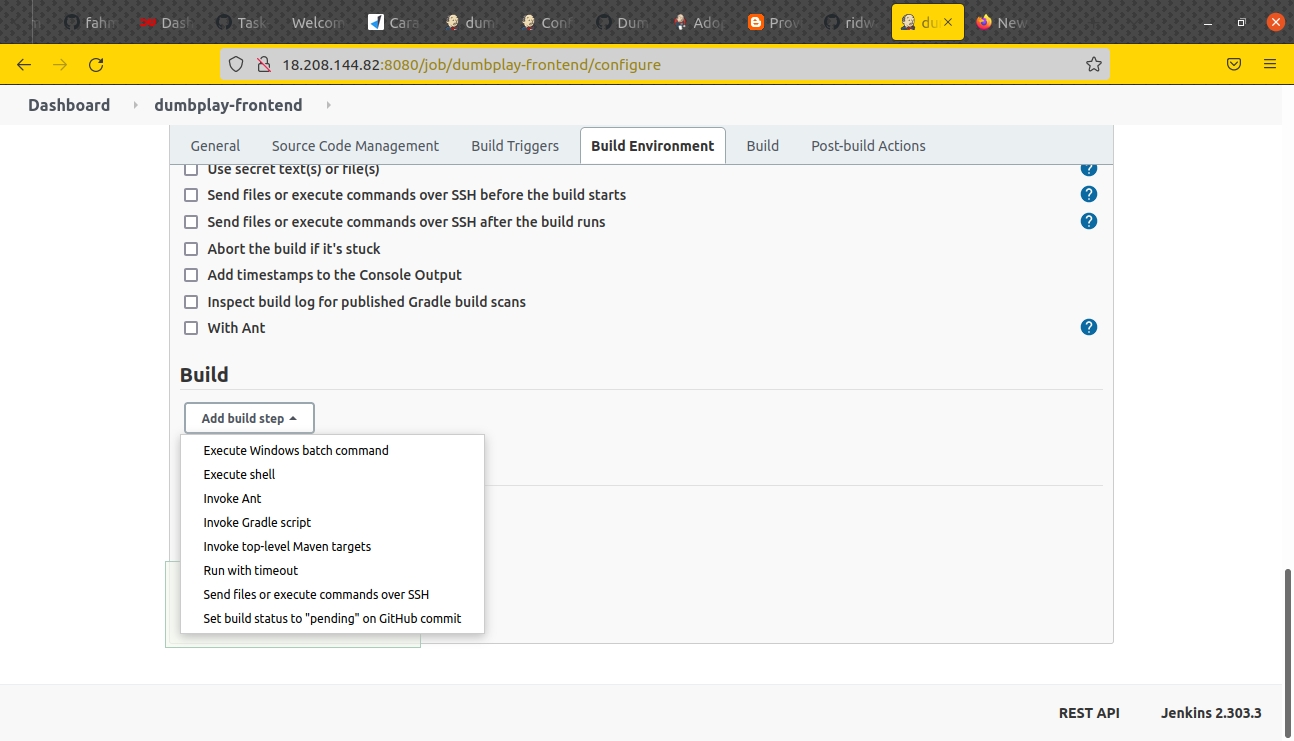 fahm Dash Task Welcom Cara dum Conf Dum Adop Prov ridw du New
18.208.144.82:8080/job/dumbplay-frontend/configure
Dashboard dumbplay-frontend
General Source Code Management Build Triggers Build Environment Build Post-build Actions
Use secret text(s) or file(s)
Send files or execute commands over SSH before the build starts
Send files or execute commands over SSH after the build runs
Abort the build if it's stuck
Add timestamps to the Console Output
Inspect build log for published Gradle build scans
With Ant
Build
Add build step
Execute Windows batch command
Execute shell
Invoke Ant
Invoke Gradle script
Invoke top-level Maven targets
Run with timeout
Send files or execute commands over SSH
Set build status to "pending" on GitHub commit
REST API Jenkins 2.303.3